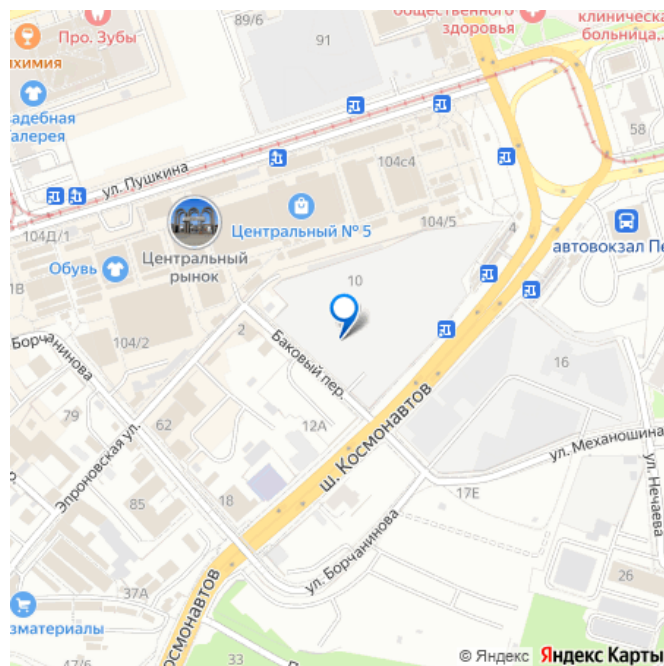 89/6
общественного
здоровья
клиническа
больница,...
Про. Зубы
91
лхимия
58
адебная
алерея
ул. Пушкина
104с4
Центральный № 5
104/5
4
автовокзал Пе
104Д/1
Обувь
Центральный
рынок
10
1В
104/2
2
Борчанинова
Баковый пер.
16
79
62
12А
ш. Космонавтов
ул. Механошина
Эпроновская ул.
85
18
17Е
ул. Нечаева
ул. Борчанинова
37А
26
зматериалы
Космонавтов
47/6
33
© Яндекс Яндекс Карты